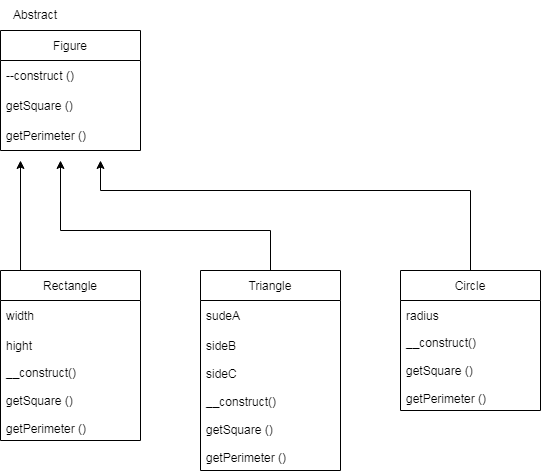 Abstract
Figure
--construct ()
getSquare ()
getPerimeter ()
Rectangle
width
hight
__construct()
getSquare ()
getPerimeter ()
Triangle
sudeA
sideB
sideC
__construct()
getSquare ()
getPerimeter ()
Circle
radius
__construct()
getSquare ()
getPerimeter ()